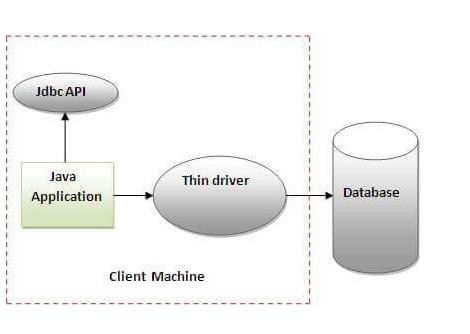 Jdbc API
Java
Application
Thin driver
Database
Client Machine